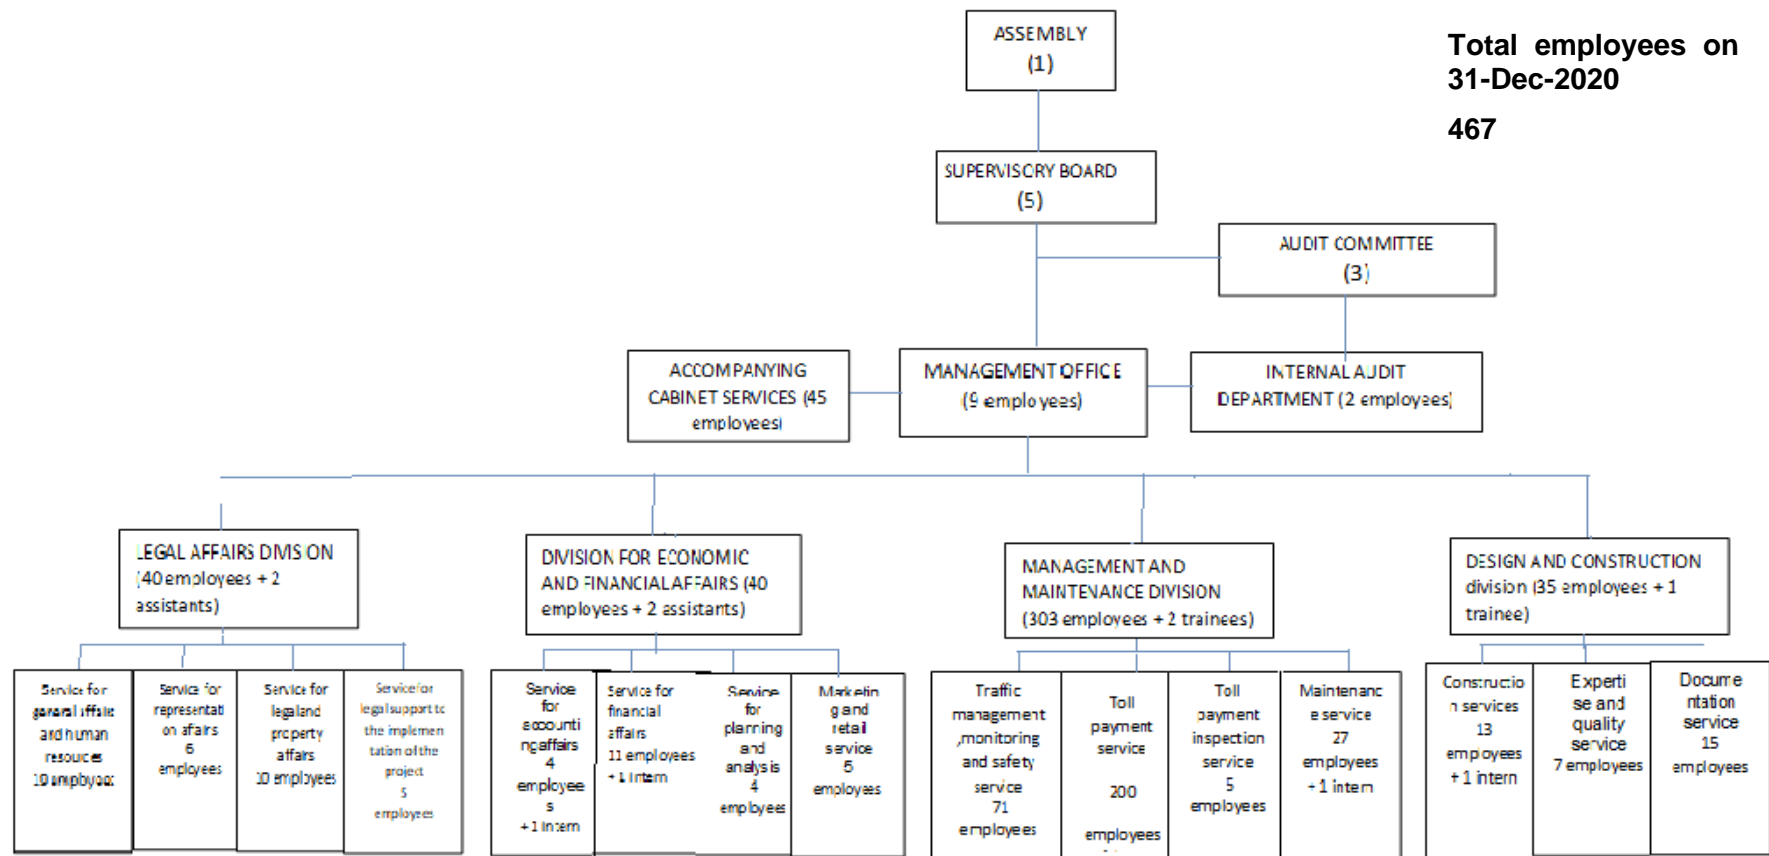 ASSEMBLY
(1)
Total employees on
31-Dec-2020
467
SUPERVISORY BOARD
(5)
AUDIT COMMITTEE
(3)
ACCOMPANYING
CABINET SERVICES (45
employees)
MANAGEMENT OFFICE
(9 employees)
INTERNAL AUDIT
DEPARTMENT (2 employees)
LEGAL AFFAIRS DIVISION
(40 employees + 2
assistants)
DIVISION FOR ECONOMIC
AND FINANCIAL AFFAIRS (40
employees + 2 assistants)
MANAGEMENT AND
MAINTENANCE DIVISION
(303 employees + 2 trainees)
DESIGN AND CONSTRUCTION
division (35 employees + 1
trainee)
Service for
general affairs
and human
resources
19 employees
Service for
representati
on afairs
6
employees
Service for
legal and
property
affairs
10 employees
Service for
legal support to
the implemen
tation of the
project
5
employees
Service
for
accounti
ng affairs
4
employee
s
+ 1 intern
Service for
financial
affairs
11 employees
+ 1 intern
Service
for
planning
and
analysis
4
employees
Marketin
g and
retail
service
5
employees
Traffic
management
,monitoring
and safety
service
71
employees
Toll
payment
service
200
employees
Toll
payment
inspection
service
5
employees
Maintenanc
e service
27
employees
+ 1 intern
Constructio
n services
13
employees
+ 1 intern
Experti
se and
quality
service
7 employees
Docume
ntation
service
15
employees